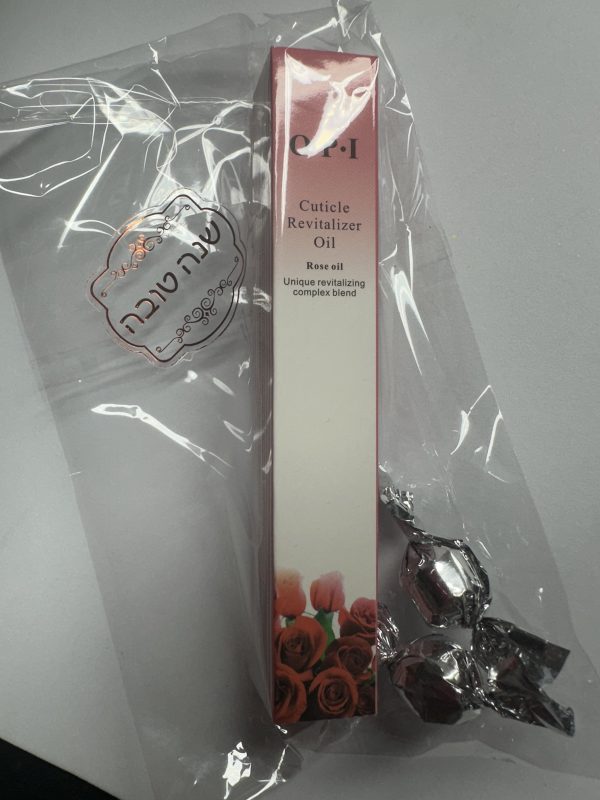 O·P·I
Cuticle
Revitalizer
Oil
Rose oil
Unique revitalizing
complex blend
שנה טובה